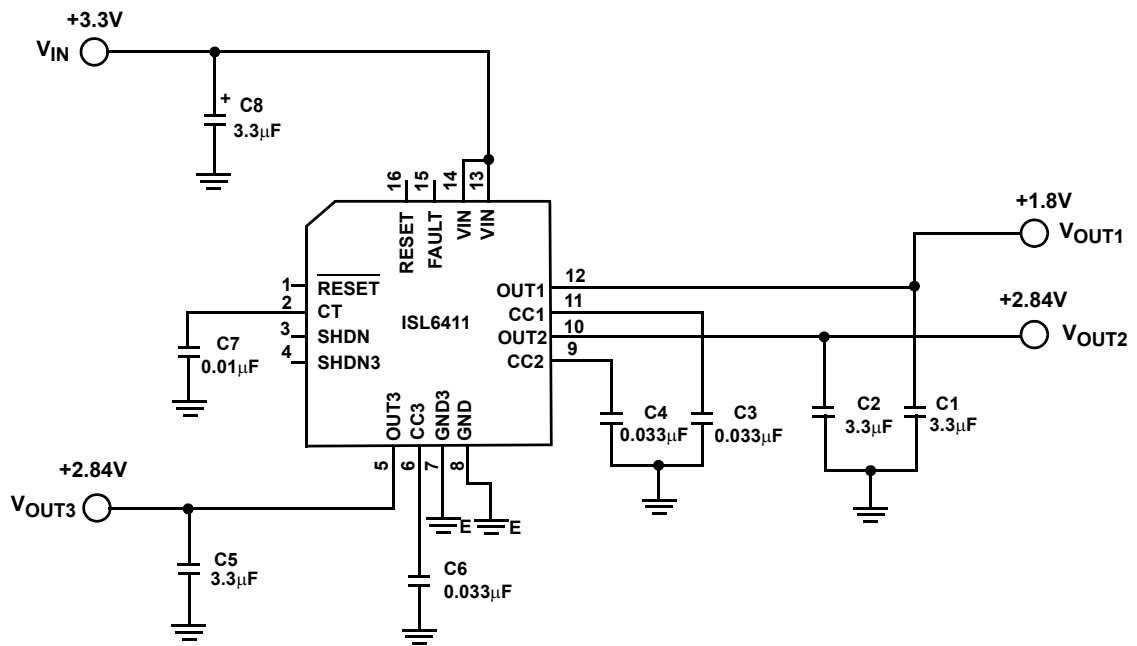 +3.3V
VIN
+ C8
3.3μF
16 15 14 13
RESET FAULT VIN VIN
+1.8V
VOUT1
1 RESET
2 CT
3 SHDN
4 SHDN3
ISL6411
OUT1 12
CC1 11
OUT2 10
CC2 9
+2.84V
VOUT2
C7
0.01μF
OUT3 CC3 GND3 GND
5 6 7 8
C4
0.033μF
C3
0.033μF
C2
3.3μF
C1
3.3μF
+2.84V
VOUT3
E E
C5
3.3μF
C6
0.033μF